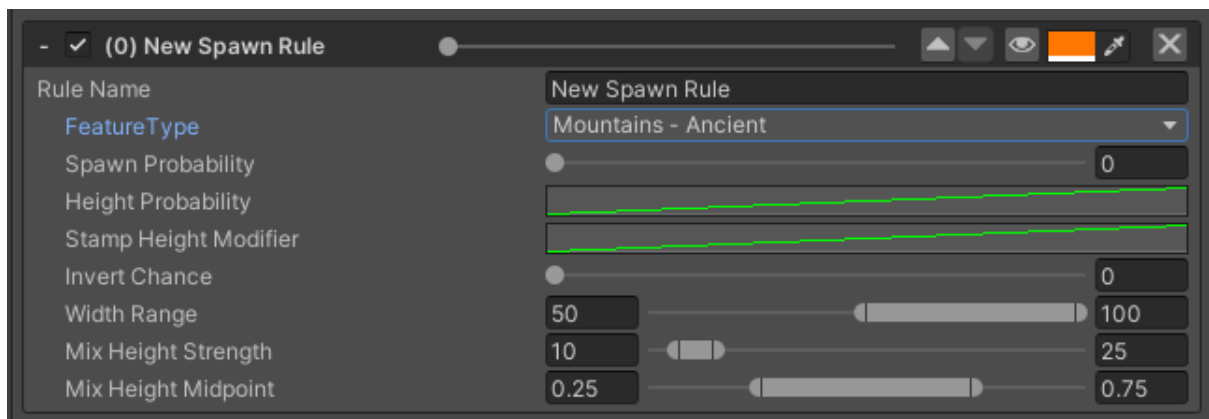 - (0) New Spawn Rule
Rule Name New Spawn Rule
FeatureType Mountains - Ancient
Spawn Probability 0
Height Probability
Stamp Height Modifier
Invert Chance 0
Width Range 50 100
Mix Height Strength 10 25
Mix Height Midpoint 0.25 0.75